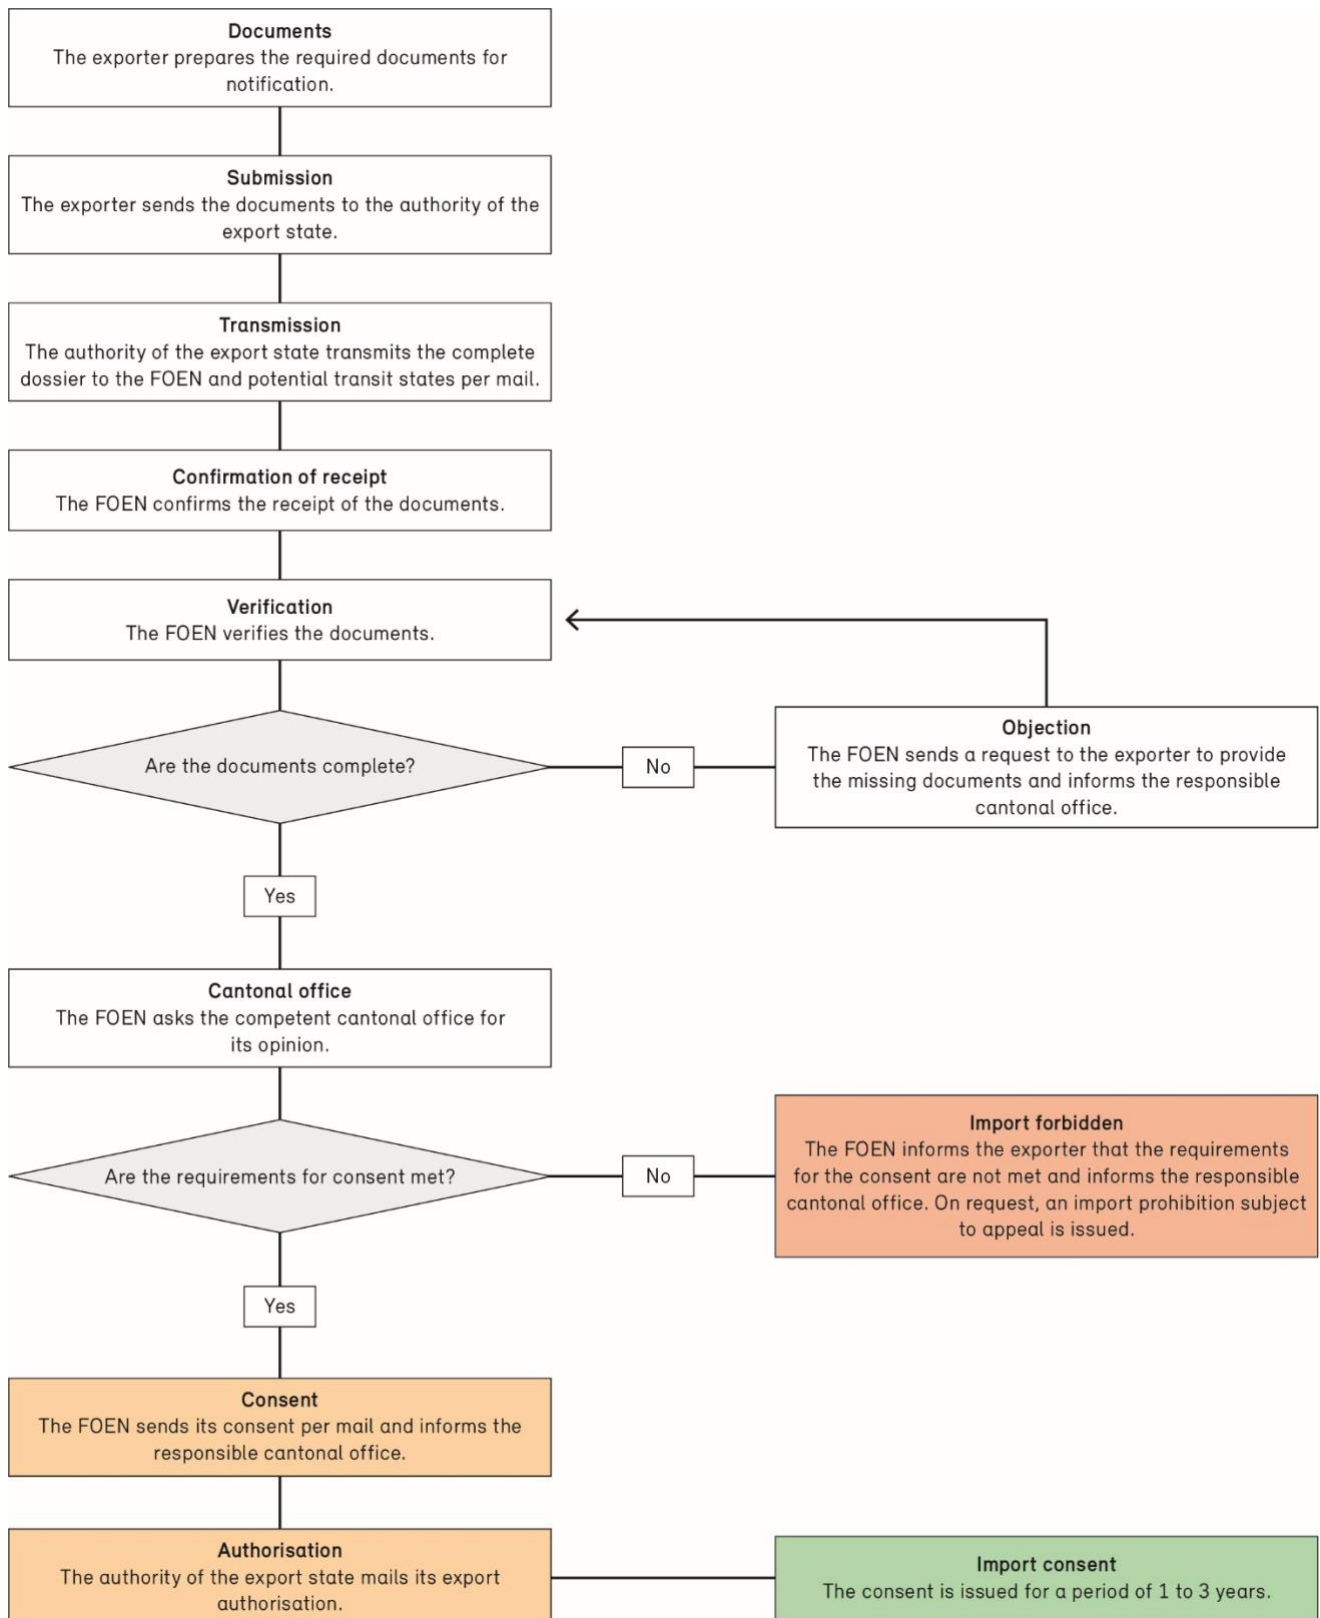 Documents
The exporter prepares the required documents for
notification.
Submission
The exporter sends the documents to the authority of the
export state.
Transmission
The authority of the export state transmits the complete
dossier to the FOEN and potential transit states per mail.
Confirmation of receipt
The FOEN confirms the receipt of the documents.
Verification
The FOEN verifies the documents.
Are the documents complete?
No
Objection
The FOEN sends a request to the exporter to provide
the missing documents and informs the responsible
cantonal office.
Yes
Cantonal office
The FOEN asks the competent cantonal office for
its opinion.
Are the requirements for consent met?
No
Import forbidden
The FOEN informs the exporter that the requirements
for the consent are not met and informs the responsible
cantonal office. On request, an import prohibition subject
to appeal is issued.
Yes
Consent
The FOEN sends its consent per mail and informs the
responsible cantonal office.
Authorisation
The authority of the export state mails its export
authorisation.
Import consent
The consent is issued for a period of 1 to 3 years.